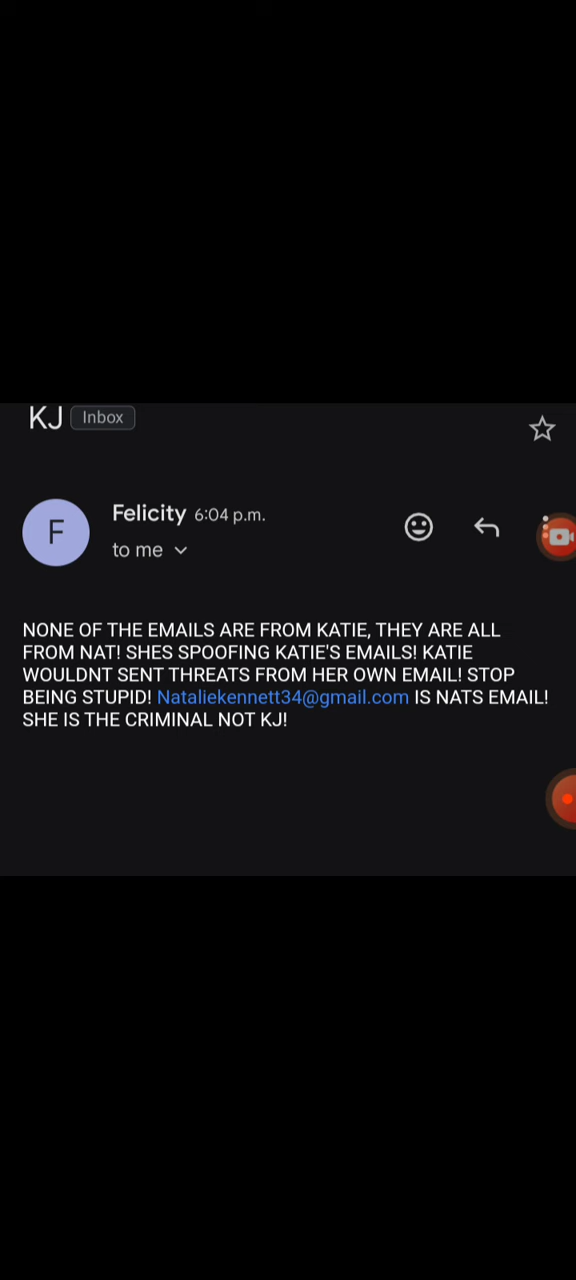 KJ Inbox
F
Felicity 6:04 p.m.
to me
NONE OF THE EMAILS ARE FROM KATIE, THEY ARE ALL
FROM NAT! SHES SPOOFING KATIE'S EMAILS! KATIE
WOULDNT SENT THREATS FROM HER OWN EMAIL! STOP
BEING STUPID! Nataliekennett34@gmail.com IS NATS EMAIL!
SHE IS THE CRIMINAL NOT KJ!